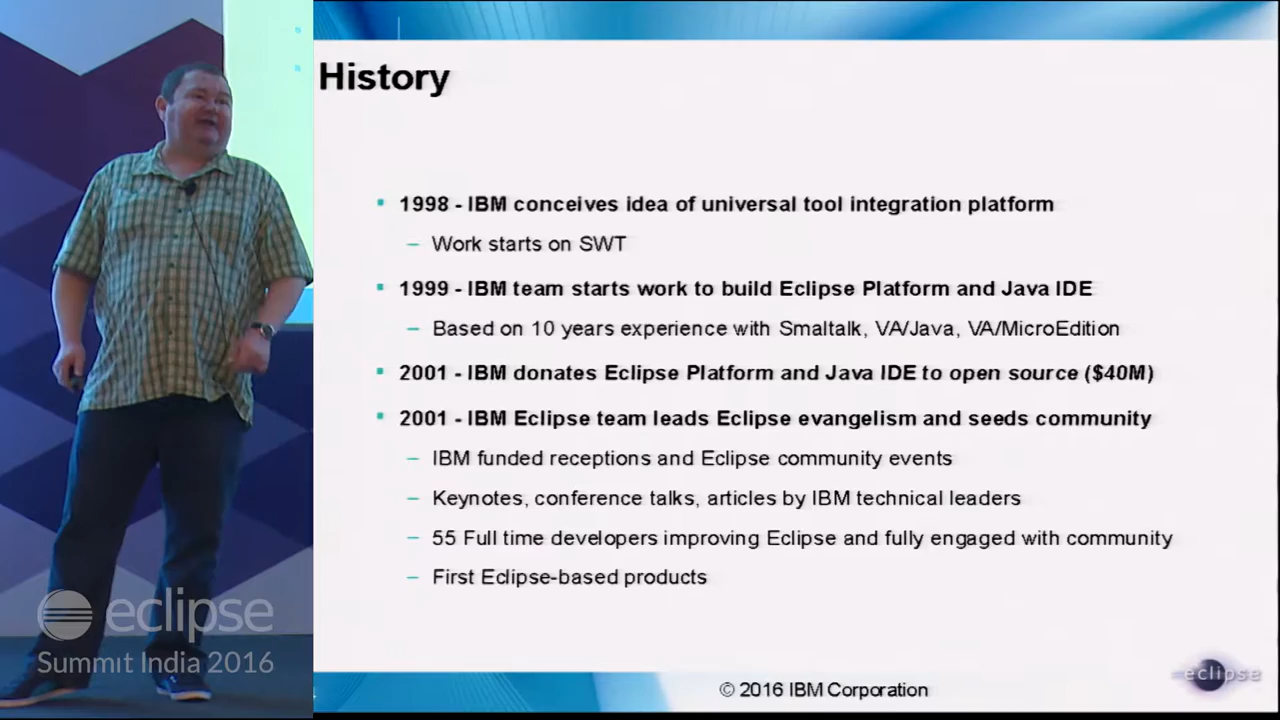 History
1998 - IBM conceives idea of universal tool integration platform
– Work starts on SWT
1999 - IBM team starts work to build Eclipse Platform and Java IDE
– Based on 10 years experience with Smaltalk, VA/Java, VA/MicroEdition
2001 - IBM donates Eclipse Platform and Java IDE to open source ($40M)
2001 - IBM Eclipse team leads Eclipse evangelism and seeds community
– IBM funded receptions and Eclipse community events
– Keynotes, conference talks, articles by IBM technical leaders
– 55 Full time developers improving Eclipse and fully engaged with community
– First Eclipse-based products
eclipse
Summit India 2016
© 2016 IBM Corporation
eclipse